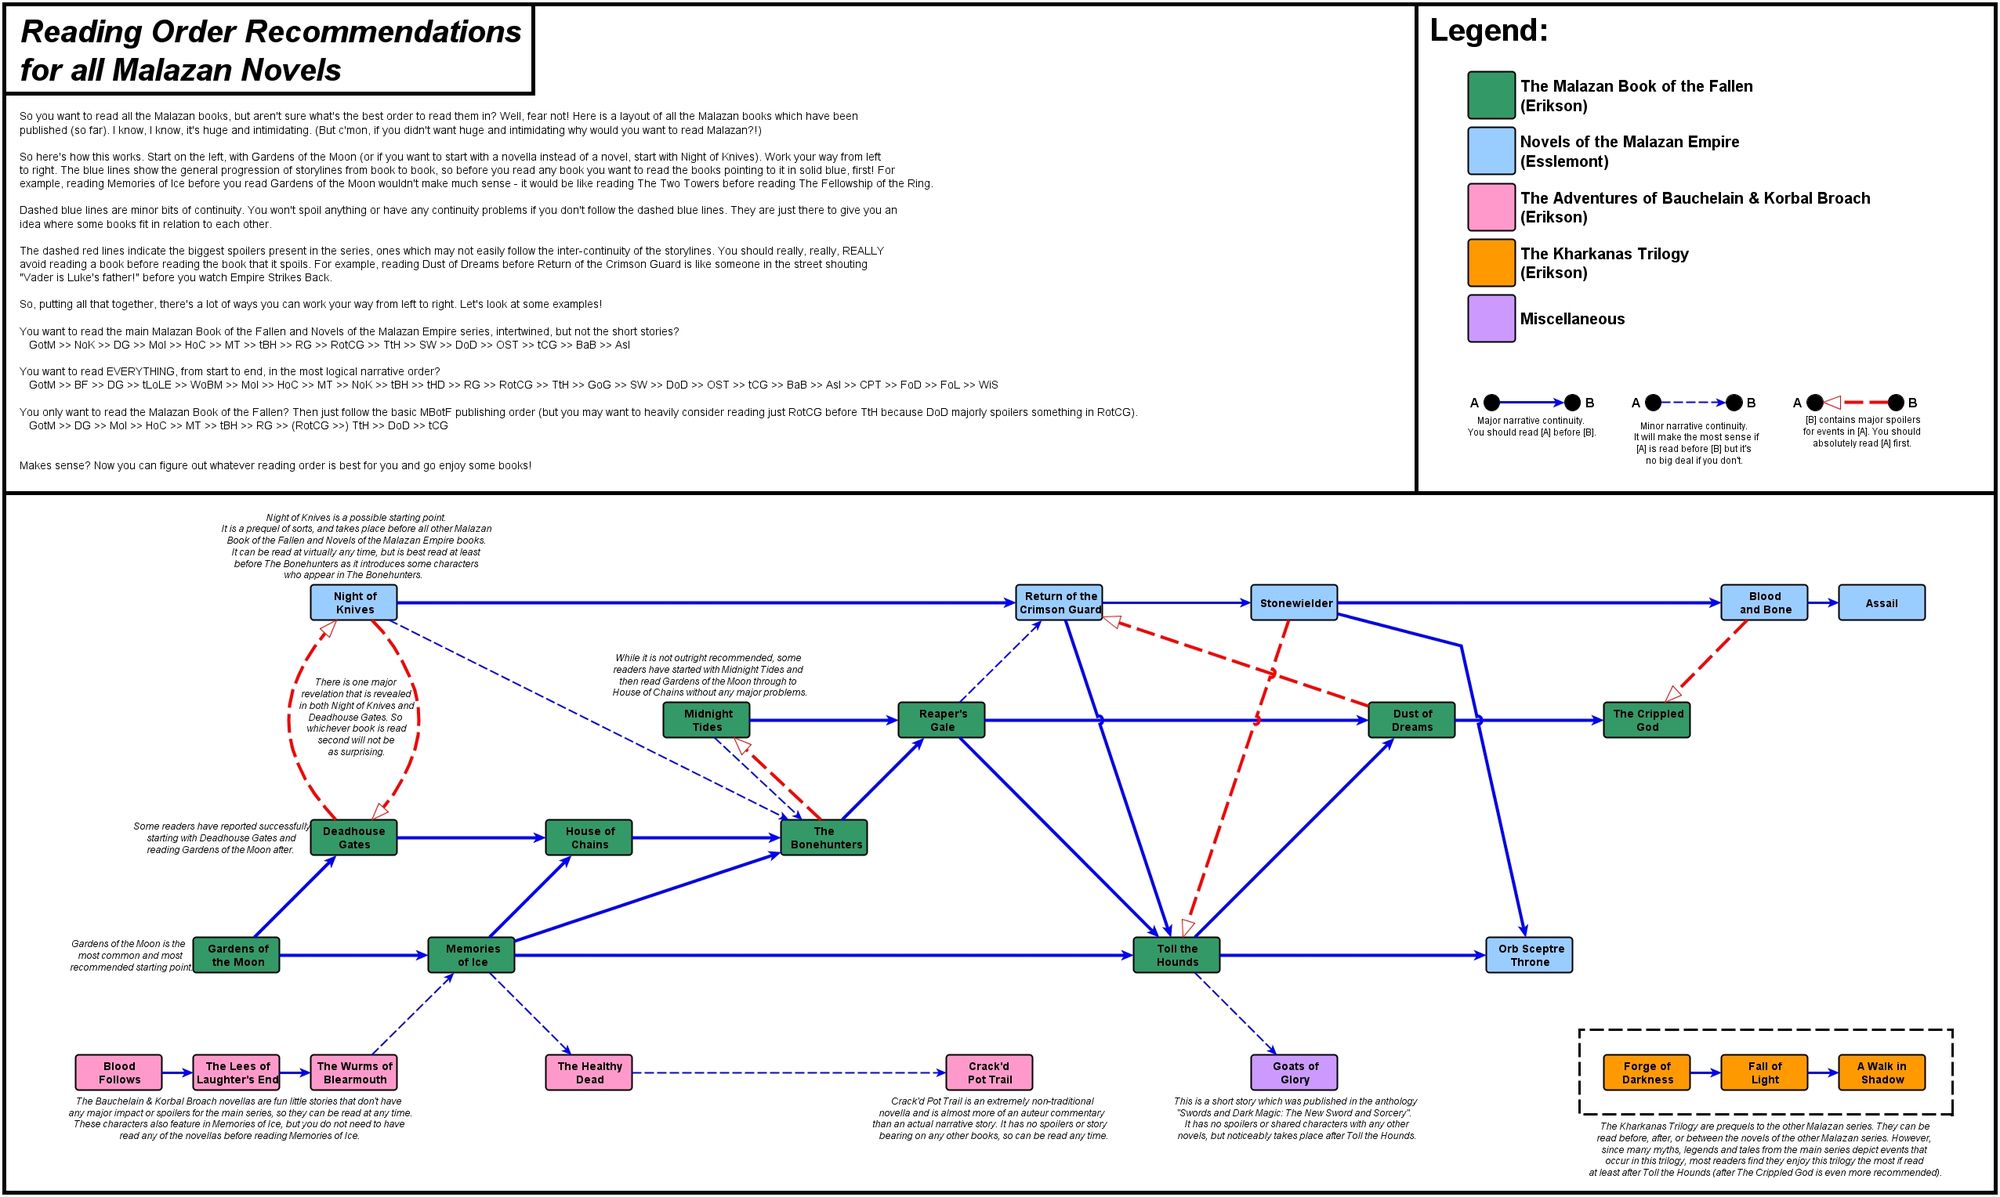 Reading Order Recommendations
for all Malazan Novels
So you want to read all the Malazan books, but aren't sure what's the best order to read them in? Well, fear not! Here is a layout of all the Malazan books which have been
published (so far). I know, I know, it's huge and intimidating. (But c'mon, if you didn't want huge and intimidating why would you want to read Malazan?!)
So here's how this works. Start on the left, with Gardens of the Moon (or if you want to start with a novella instead of a novel, start with Night of Knives). Work your way from left
to right. The blue lines show the general progression of storylines from book to book, so before you read any book you want to read the books pointing to it in solid blue, first! For
example, reading Memories of Ice before you read Gardens of the Moon wouldn't make much sense - it would be like reading The Two Towers before reading The Fellowship of the Ring.
Dashed blue lines are minor bits of continuity. You won't spoil anything or have any continuity problems if you don't follow the dashed blue lines. They are just there to give you an
idea where some books fit in relation to each other.
The dashed red lines indicate the biggest spoilers present in the series, ones which may not easily follow the inter-continuity of the storylines. You should really, really, REALLY
avoid reading a book before reading the book that it spoils. For example, reading Dust of Dreams before Return of the Crimson Guard is like someone in the street shouting
"Vader is Luke's father!" before you watch Empire Strikes Back.
So, putting all that together, there's a lot of ways you can work your way from left to right. Let's look at some examples!
You want to read the main Malazan Book of the Fallen and Novels of the Malazan Empire series, intertwined, but not the short stories?
GotM >> NoK >> DG >> MoI >> HoC >> MT >> tBH >> RG >> RotCG >> TtH >> SW >> DoD >> OST >> tCG >> BaB >> AsI
You want to read EVERYTHING, from start to end, in the most logical narrative order?
GotM >> BF >> DG >> tLoLE >> WoBM >> MoI >> HoC >> MT >> NoK >> tBH >> tHD >> RG >> RotCG >> TtH >> GoG >> SW >> DoD >> OST >> tCG >> BaB >> AsI >> CPT >> FoD >> FoL >> WiS
You only want to read the Malazan Book of the Fallen? Then just follow the basic MBotF publishing order (but you may want to heavily consider reading just RotCG before TtH because DoD majorly spoilers something in RotCG).
GotM >> DG >> MoI >> HoC >> MT >> tBH >> RG >> (RotCG >>) TtH >> DoD >> tCG
Makes sense? Now you can figure out whatever reading order is best for you and go enjoy some books!
Legend:
The Malazan Book of the Fallen
(Erikson)
Novels of the Malazan Empire
(Esslemont)
The Adventures of Bauchelain & Korbal Broach
(Erikson)
The Kharkanas Trilogy
(Erikson)
Miscellaneous
A B
Major narrative continuity.
You should read [A] before [B].
A B
Minor narrative continuity.
It will make the most sense if
[A] is read before [B] but it's
no big deal if you don't.
A B
[B] contains major spoilers
for events in [A]. You should
absolutely read [A] first.
Night of Knives is a possible starting point.
It is a prequel of sorts, and takes place before all other Malazan
Book of the Fallen and Novels of the Malazan Empire books.
It can be read at virtually any time, but is best read at least
before The Bonehunters as it introduces some characters
who appear in The Bonehunters.
Night of
Knives
Return of the
Crimson Guard
Stonewielder
Blood
and Bone
Assail
There is one major
revelation that is revealed
in both Night of Knives and
Deadhouse Gates. So
whichever book is read
second will not be
as surprising.
While it is not outright recommended, some
readers have started with Midnight Tides and
then read Gardens of the Moon through to
House of Chains without any major problems.
Midnight
Tides
Reaper's
Gale
Dust of
Dreams
The Crippled
God
Some readers have reported successfully
starting with Deadhouse Gates and
reading Gardens of the Moon after.
Deadhouse
Gates
House of
Chains
The
Bonehunters
Gardens of the Moon is the
most common and most
recommended starting point.
Gardens of
the Moon
Memories
of Ice
Toll the
Hounds
Orb Sceptre
Throne
Blood
Follows
The Lees of
Laughter's End
The Wurms of
Blearmouth
The Healthy
Dead
Crack'd
Pot Trail
Goats of
Glory
Forge of
Darkness
Fall of
Light
A Walk in
Shadow
The Bauchelain & Korbal Broach novellas are fun little stories that don't have
any major impact or spoilers for the main series, so they can be read at any time.
These characters also feature in Memories of Ice, but you do not need to have
read any of the novellas before reading Memories of Ice.
Crack'd Pot Trail is an extremely non-traditional
novella and is almost more of an auteur commentary
than an actual narrative story. It has no spoilers or story
bearing on any other books, so can be read any time.
This is a short story which was published in the anthology
"Swords and Dark Magic: The New Sword and Sorcery".
It has no spoilers or shared characters with any other
novels, but noticeably takes place after Toll the Hounds.
The Kharkanas Trilogy are prequels to the other Malazan series. They can be
read before, after, or between the novels of the other Malazan series. However,
since many myths, legends and tales from the main series depict events that
occur in this trilogy, most readers find they enjoy this trilogy the most if read
at least after Toll the Hounds (after The Crippled God is even more recommended).